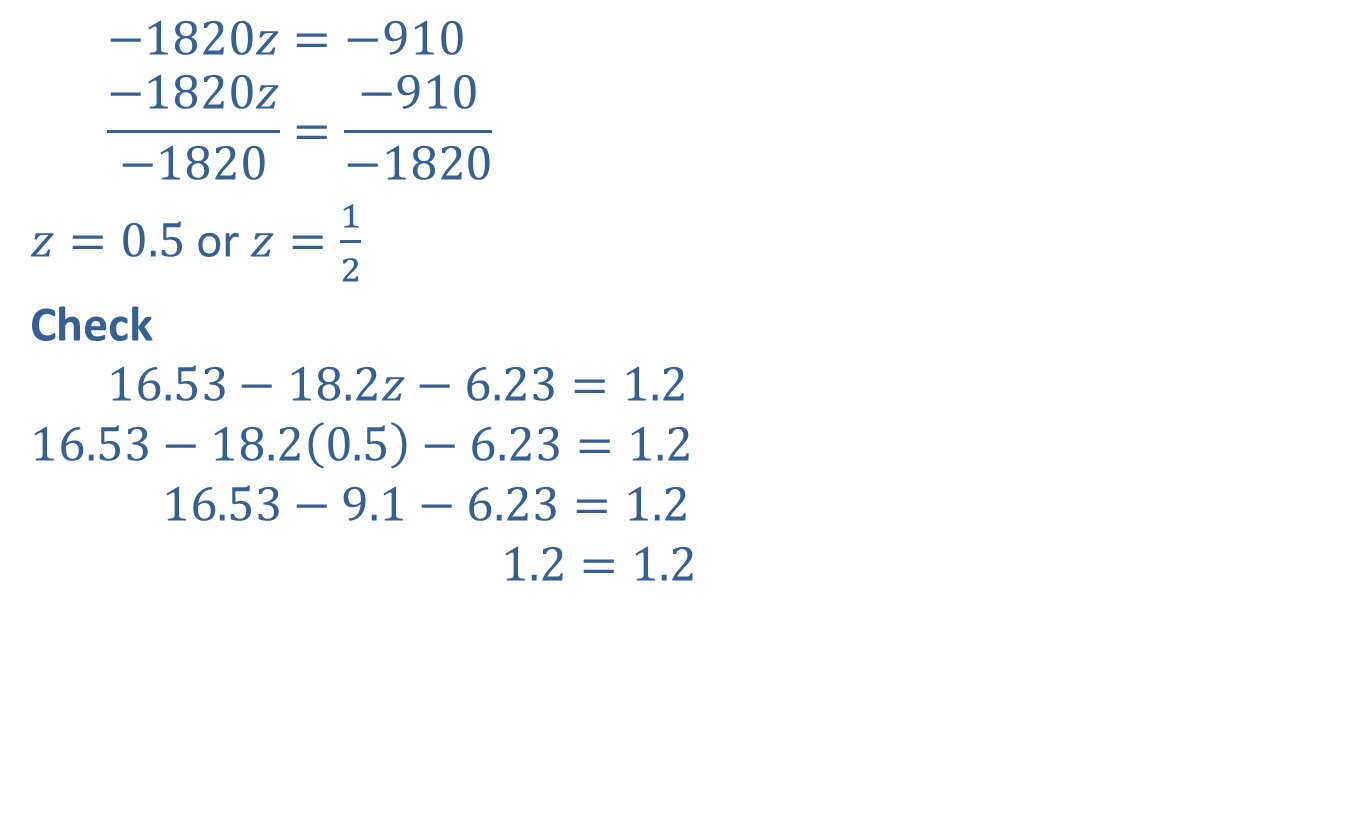 −1820z = −910
−1820z/−1820 = −910/−1820
z = 0.5 or z = 1/2
Check
16.53 − 18.2z − 6.23 = 1.2
16.53 − 18.2(0.5) − 6.23 = 1.2
16.53 − 9.1 − 6.23 = 1.2
1.2 = 1.2